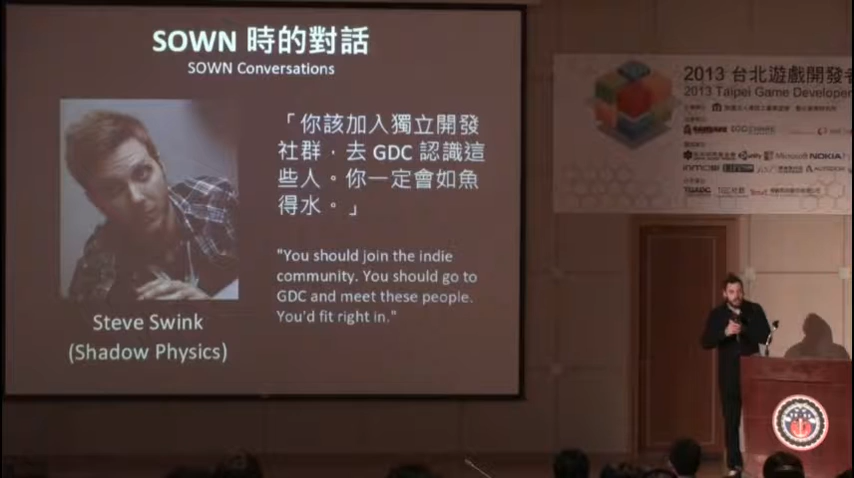 SOWN 時的對話
SOWN Conversations
「你該加入獨立開發
社群，去 GDC 認識這
些人。你一定會如魚
得水。」
"You should join the indie
community. You should go to
GDC and meet these people.
You'd fit right in."
Steve Swink
(Shadow Physics)
2013 台北遊戲開發者
2013 Taipei Game Developer
unity Microsoft NOKIA
AUTODESK